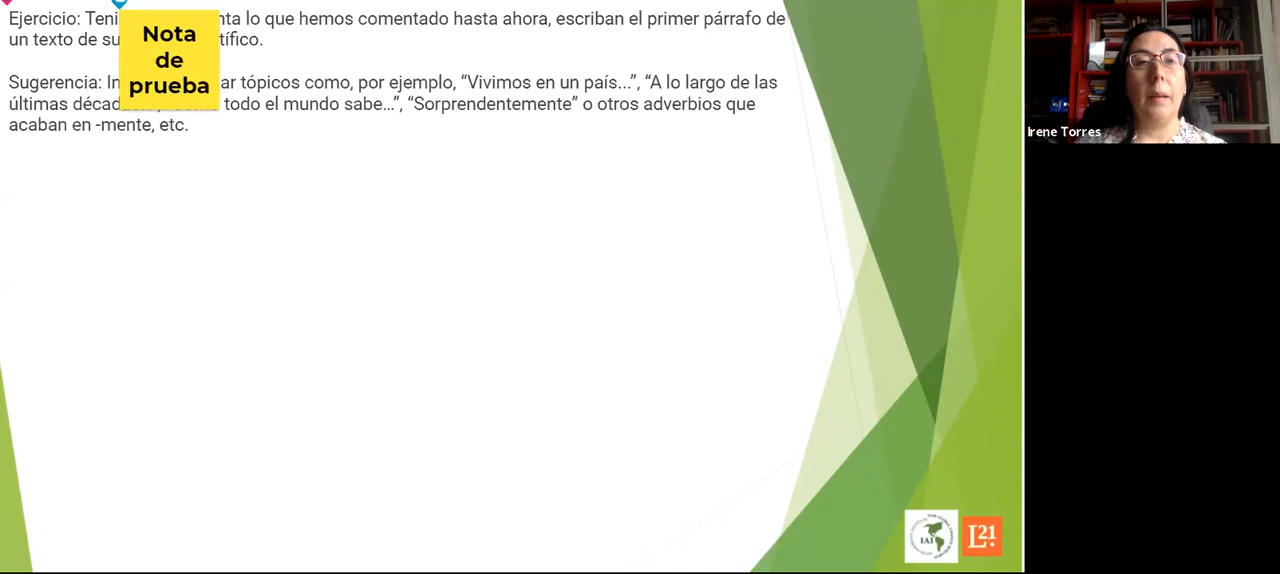 Ejercicio: Teni nta lo que hemos comentado hasta ahora, escriban el primer párrafo de
un texto de su tífico.
Nota
de
prueba
Sugerencia: In ar tópicos como, por ejemplo, “Vivimos en un país...”, “A lo largo de las
últimas décad todo el mundo sabe…”, “Sorprendentemente” o otros adverbios que
acaban en -mente, etc.
Irene Torres
IAI
L21